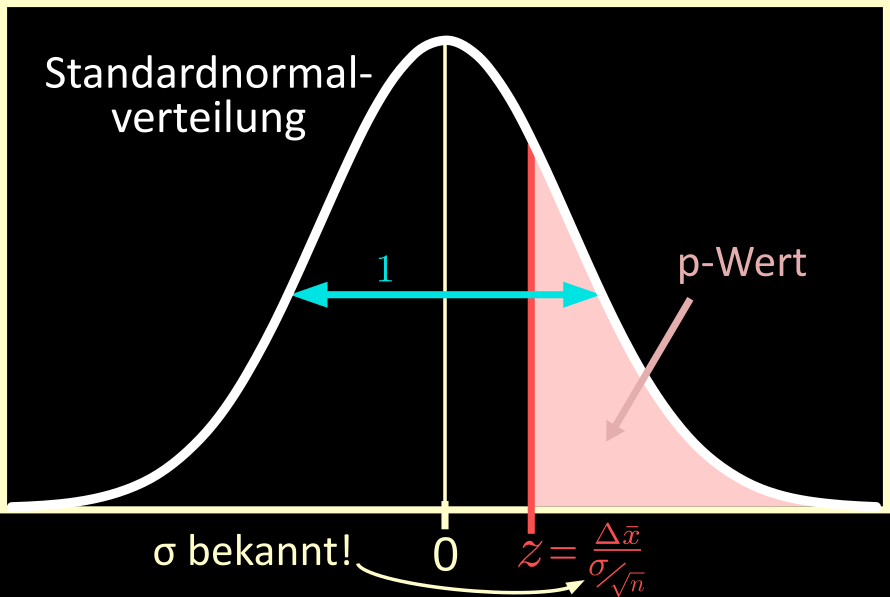 Standardnormal-
verteilung
1
p-Wert
σ bekannt!
0
z = Δx̄ / (σ/√n)